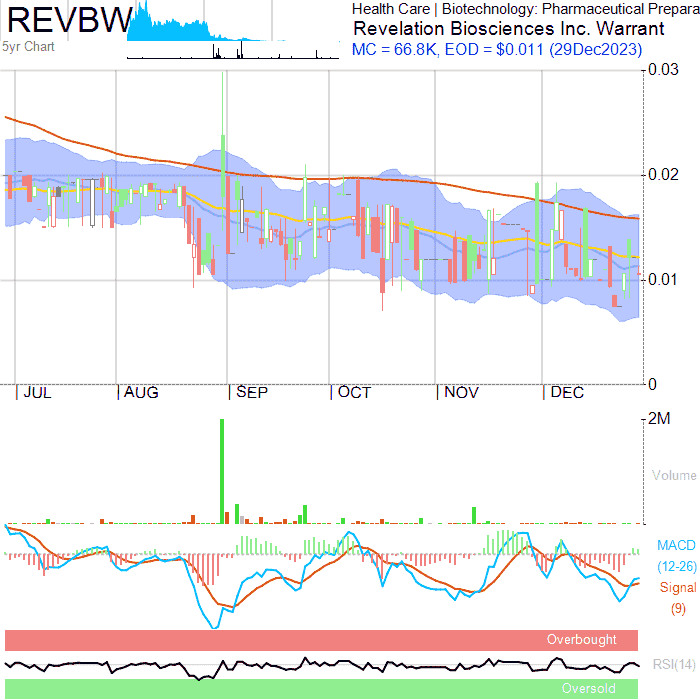 REVBW
5yr Chart
Health Care | Biotechnology: Pharmaceutical Prepara
Revelation Biosciences Inc. Warrant
MC = 66.8K, EOD = $0.011 (29Dec2023)
0.03
0.02
0.01
0
JUL AUG SEP OCT NOV DEC
2M
Volume
MACD
(12-26)
Signal
(9)
Overbought
RSI(14)
Oversold